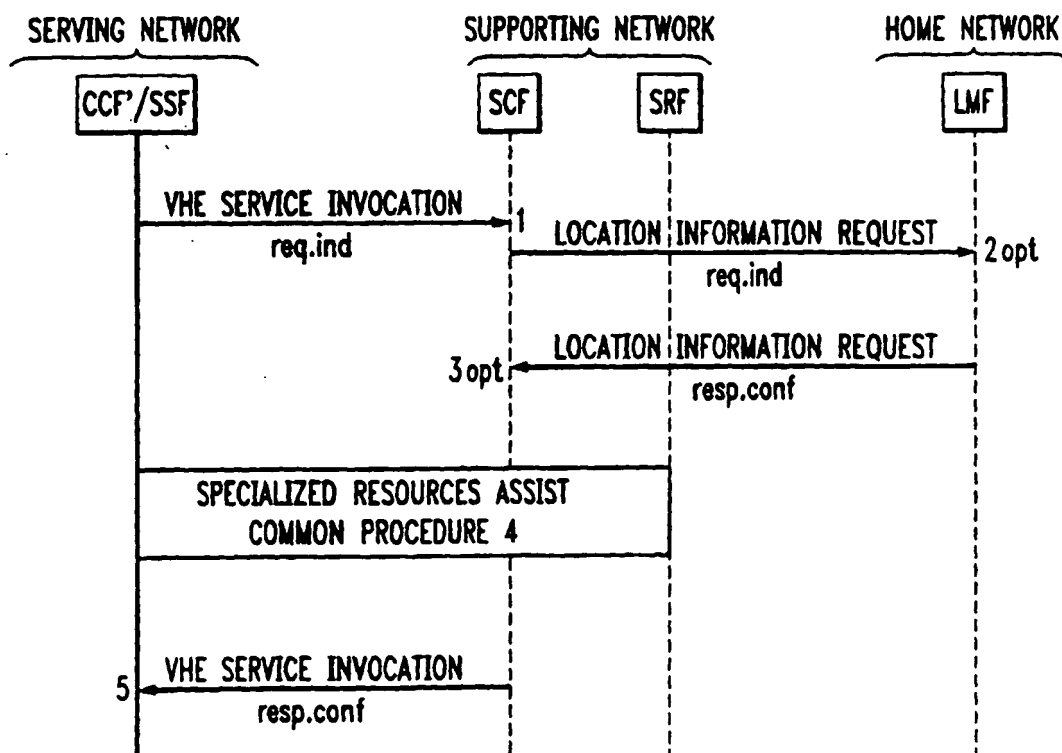 SERVING NETWORK
SUPPORTING NETWORK
HOME NETWORK
CCF'/SSF
SCF
SRF
LMF
VHE SERVICE INVOCATION
req.ind
1
LOCATION INFORMATION REQUEST
req.ind
2 opt
LOCATION INFORMATION REQUEST
3 opt
resp.conf
SPECIALIZED RESOURCES ASSIST
COMMON PROCEDURE 4
VHE SERVICE INVOCATION
5
resp.conf